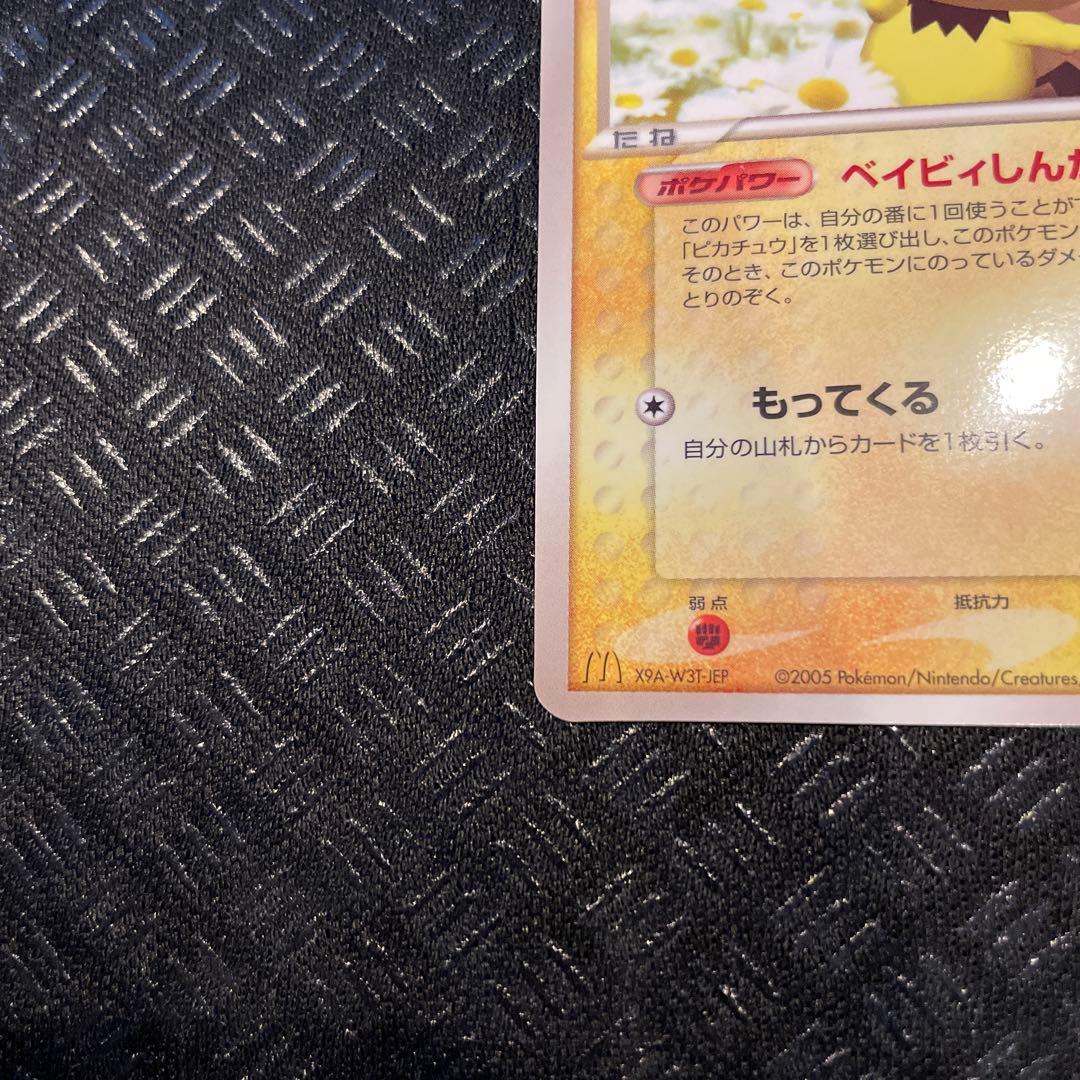 たね
ポケパワー ベイビィしんか
このパワーは、自分の番に1回使うことが
「ピカチュウ」を1枚選び出し、このポケモン
そのとき、このポケモンにのっているダメ
とりのぞく。
もってくる
自分の山札からカードを1枚引く。
弱点 抵抗力
X9A-W3T-JEP ©2005 Pokémon/Nintendo/Creatures